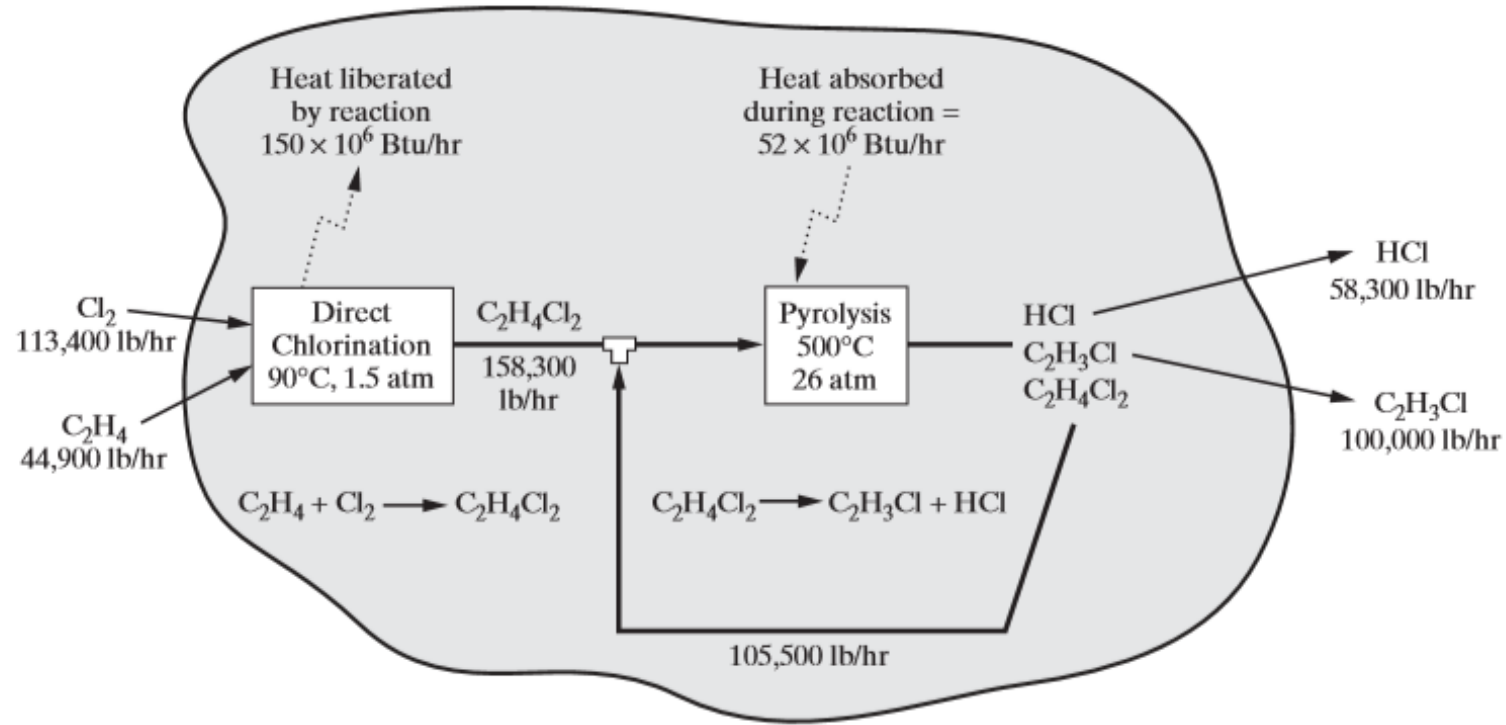 Heat liberated
by reaction
150 × 10⁶ Btu/hr
Heat absorbed
during reaction =
52 × 10⁶ Btu/hr
Cl₂
113,400 lb/hr
C₂H₄
44,900 lb/hr
Direct
Chlorination
90°C, 1.5 atm
C₂H₄Cl₂
158,300
lb/hr
Pyrolysis
500°C
26 atm
HCl
C₂H₃Cl
C₂H₄Cl₂
HCl
58,300 lb/hr
C₂H₃Cl
100,000 lb/hr
C₂H₄ + Cl₂ → C₂H₄Cl₂
C₂H₄Cl₂ → C₂H₃Cl + HCl
105,500 lb/hr